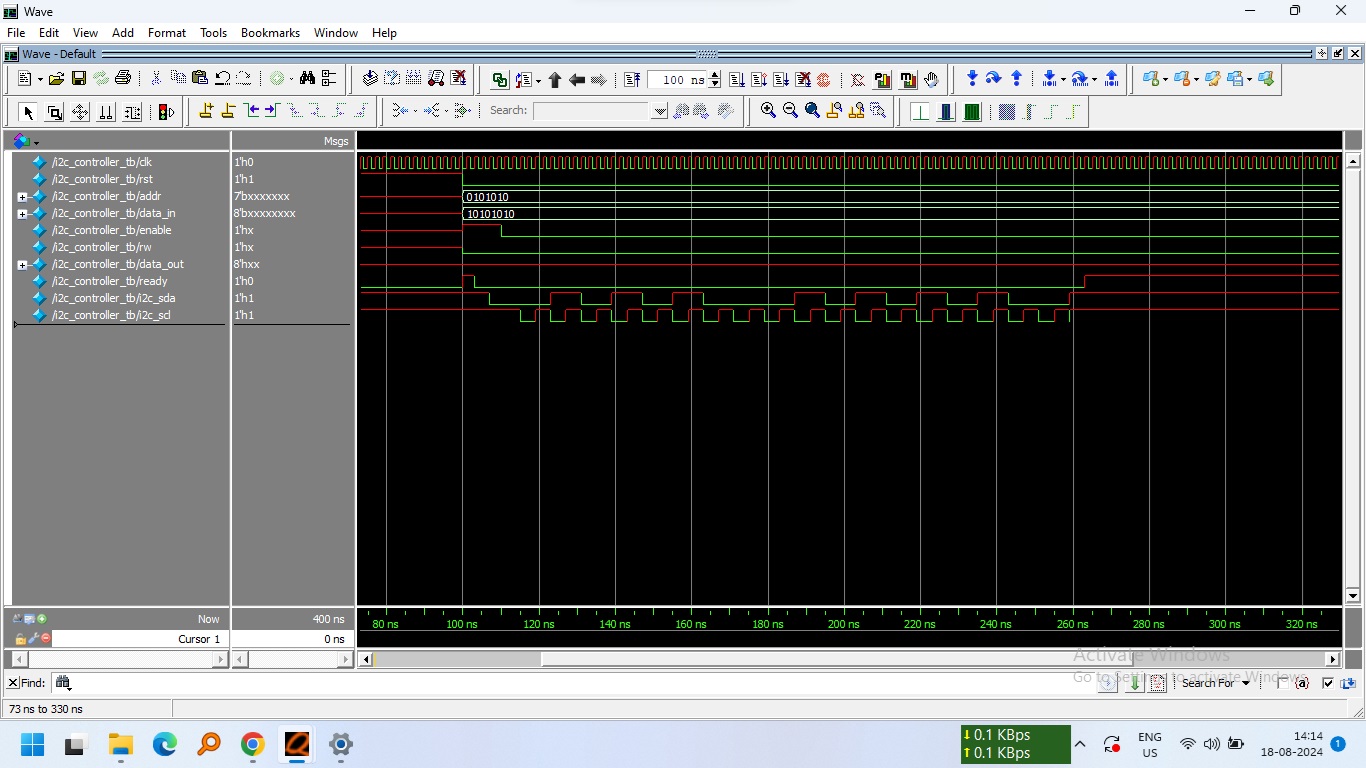 Wave
File Edit View Add Format Tools Bookmarks Window Help
Wave - Default
100 ns
Search:
Msgs
/i2c_controller_tb/clk 1'h0
/i2c_controller_tb/rst 1'h1
/i2c_controller_tb/addr 7'bxxxxxxx 0101010
/i2c_controller_tb/data_in 8'bxxxxxxxx 10101010
/i2c_controller_tb/enable 1'hx
/i2c_controller_tb/rw 1'hx
/i2c_controller_tb/data_out 8'hxx
/i2c_controller_tb/ready 1'h0
/i2c_controller_tb/i2c_sda 1'h1
/i2c_controller_tb/i2c_scl 1'h1
Now 400 ns 80 ns 100 ns 120 ns 140 ns 160 ns 180 ns 200 ns 220 ns 240 ns 260 ns 280 ns 300 ns 320 ns
Cursor 1 0 ns
Activate Windows
Go to Settings to activate Windows.
Find: Search For {a}
73 ns to 330 ns
0.1 KBps
0.1 KBps
ENG
US
14:14
18-08-2024
1